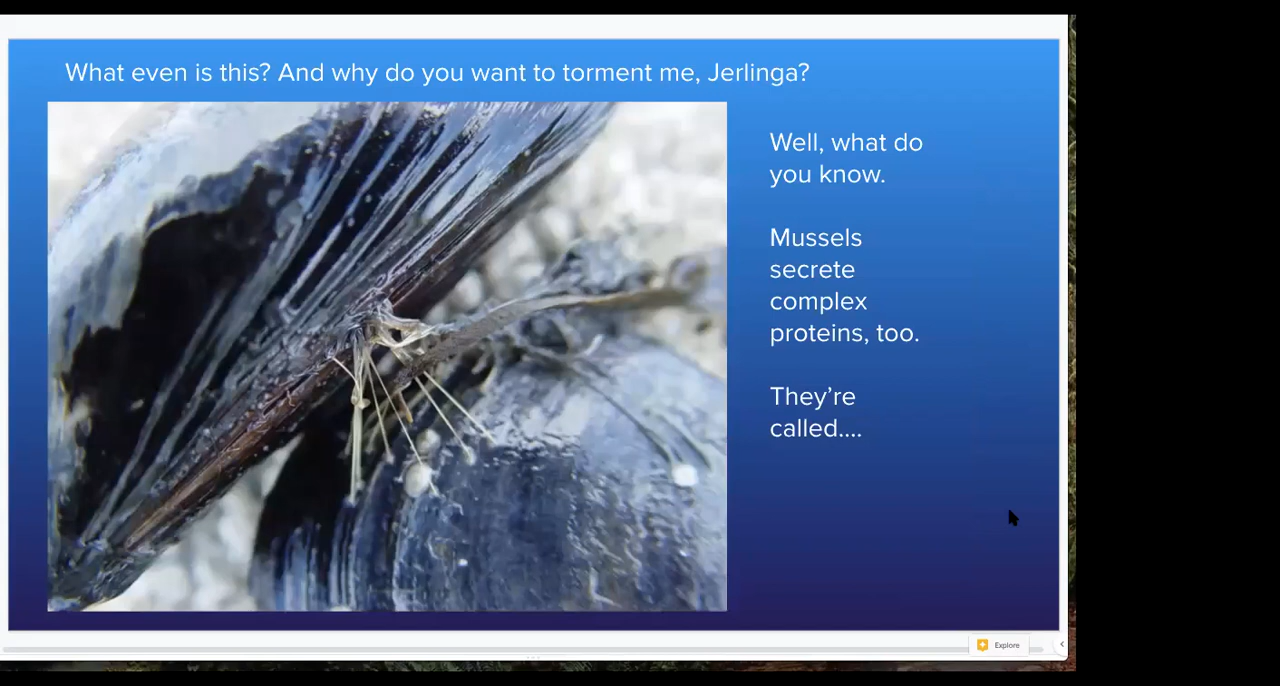 What even is this? And why do you want to torment me, Jerlinga?
Well, what do
you know.
Mussels
secrete
complex
proteins, too.
They’re
called....
Explore